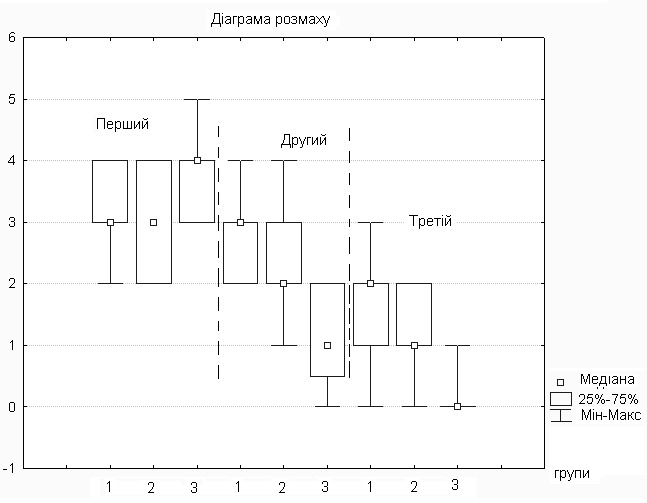 Діаграма розмаху
6
5
4
3
2
1
0
-1
Перший
Другий
Третій
Медіана
25%-75%
Мін-Макс
групи
1 2 3 1 2 3 1 2 3